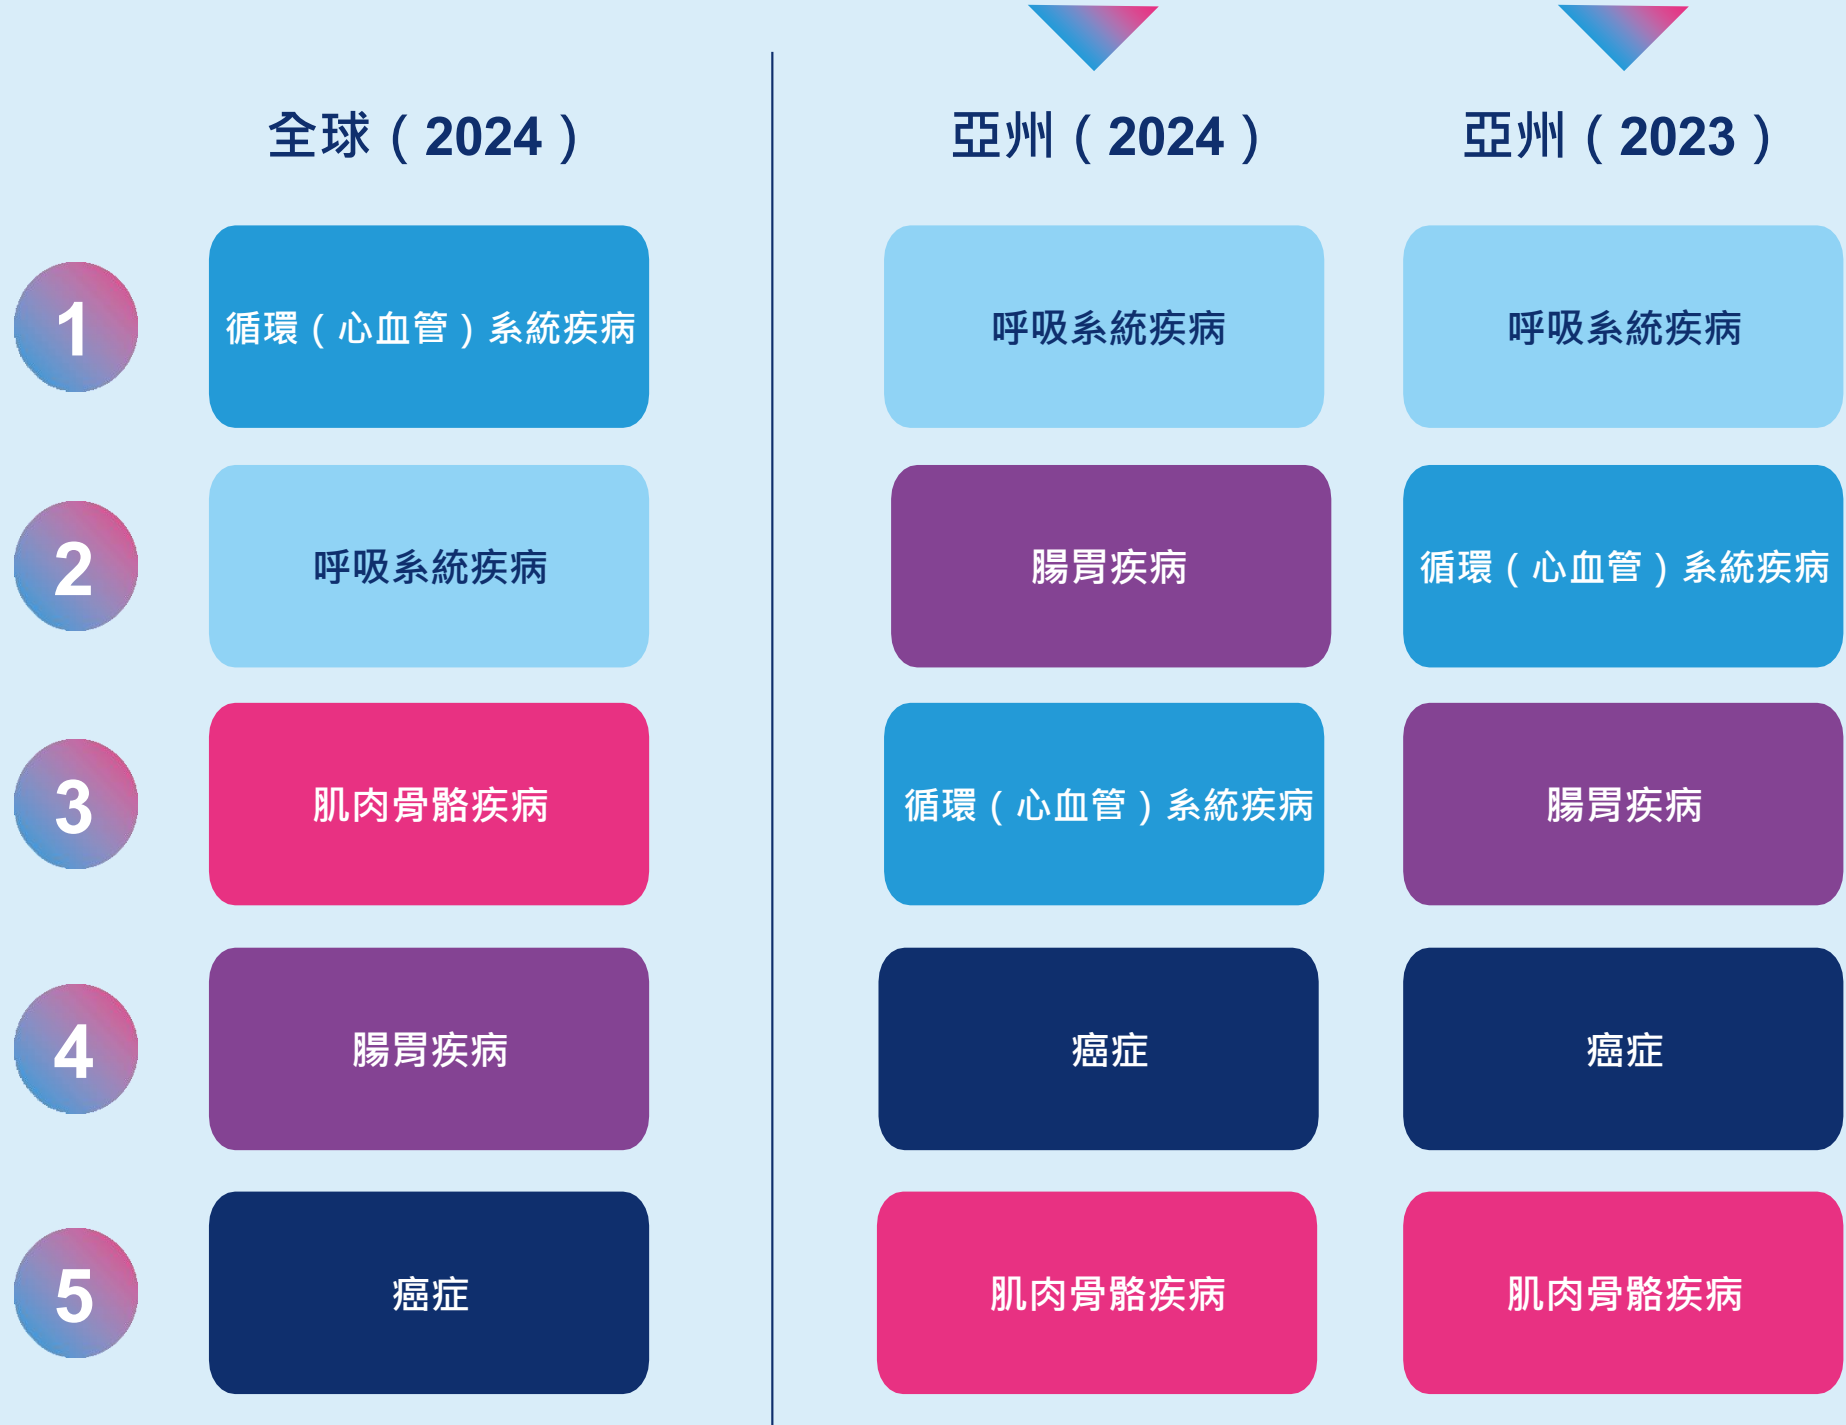 全球（2024）
亞州（2024）
亞州（2023）
1
循環（心血管）系統疾病
呼吸系統疾病
呼吸系統疾病
2
呼吸系統疾病
腸胃疾病
循環（心血管）系統疾病
3
肌肉骨骼疾病
循環（心血管）系統疾病
腸胃疾病
4
腸胃疾病
癌症
癌症
5
癌症
肌肉骨骼疾病
肌肉骨骼疾病